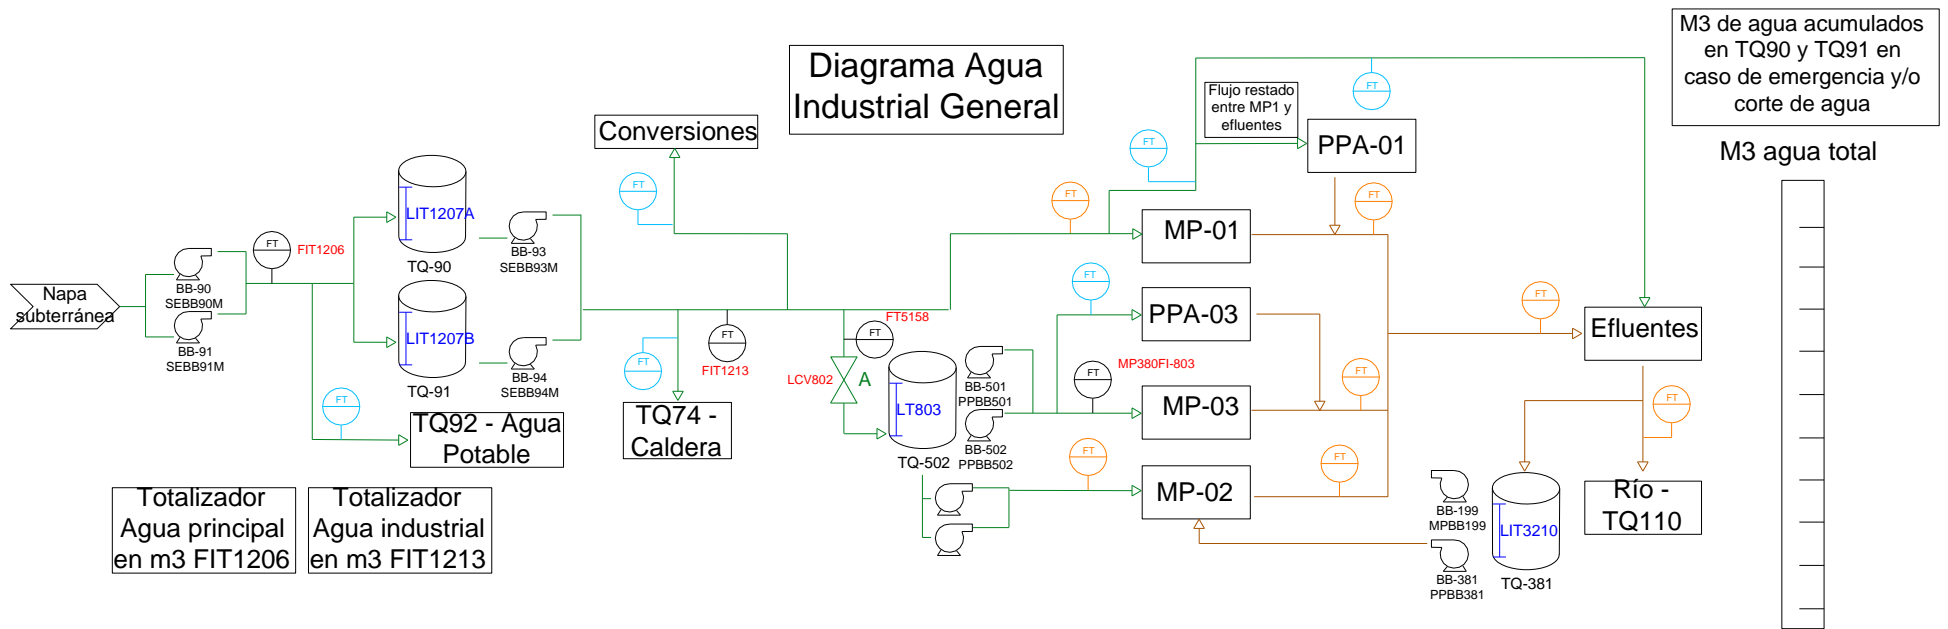 Diagrama Agua
Industrial General
M3 de agua acumulados
en TQ90 y TQ91 en
caso de emergencia y/o
corte de agua
M3 agua total
Flujo restado
entre MP1 y
efluentes
Conversiones
PPA-01
FT
FT
FT
FT
FT
LIT1207A
TQ-90
BB-93
SEBB93M
MP-01
FT
FIT1206
BB-90
SEBB90M
Napa
subterránea
BB-91
SEBB91M
LIT1207B
TQ-91
BB-94
SEBB94M
FT
FIT1213
FT
FT5158
FT
LCV802
A
FT
PPA-03
FT
Efluentes
LT803
TQ-502
BB-501
PPBB501
FT
MP380FI-803
BB-502
PPBB502
MP-03
FT
FT
FT
TQ92 - Agua
Potable
TQ74 -
Caldera
FT
MP-02
FT
BB-199
MPBB199
LIT3210
TQ-381
BB-381
PPBB381
Río -
TQ110
Totalizador
Agua principal
en m3 FIT1206
Totalizador
Agua industrial
en m3 FIT1213